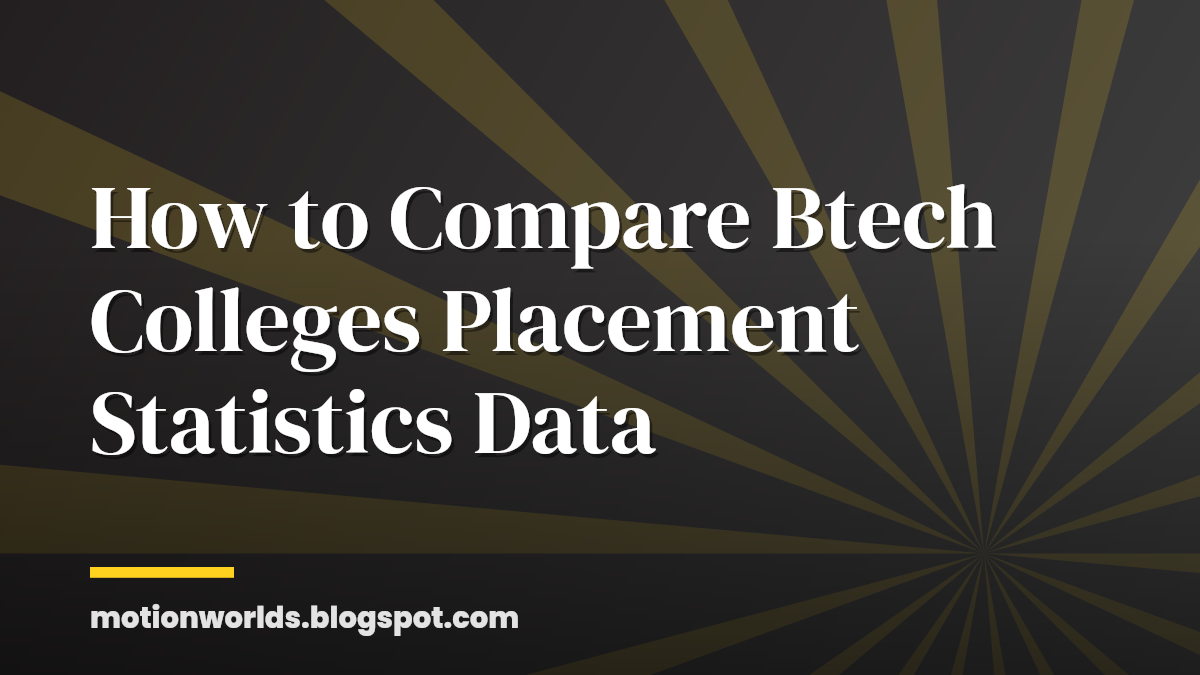 How to Compare Btech
Colleges Placement
Statistics Data
motionworlds.blogspot.com